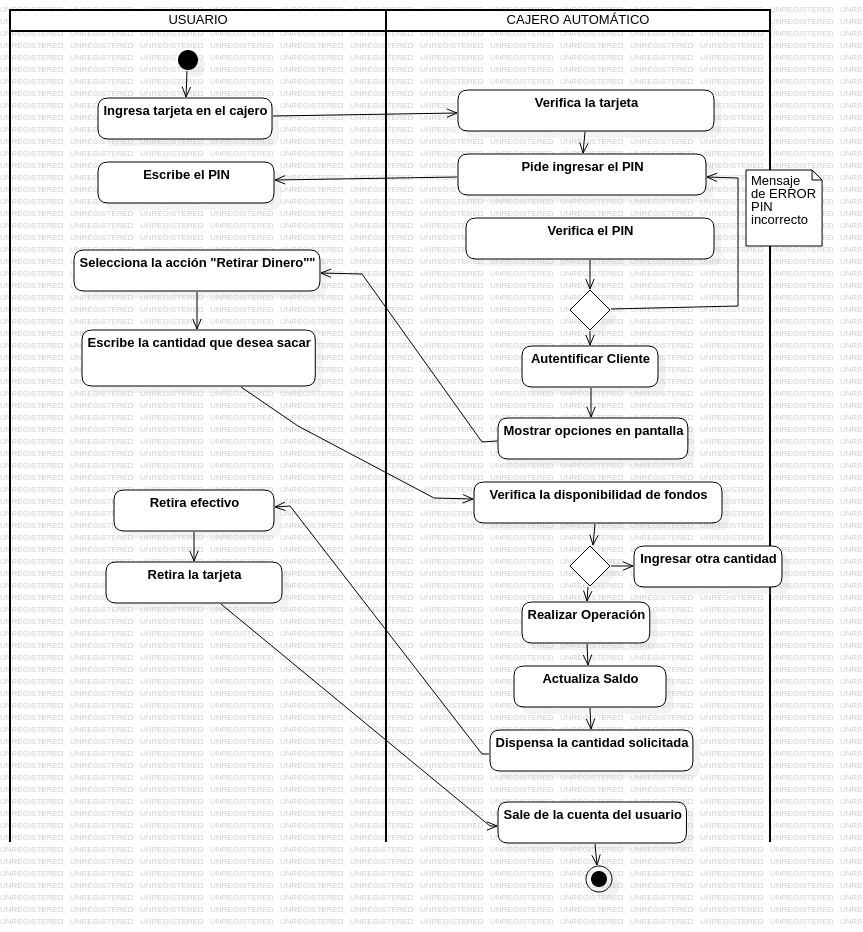 USUARIO
CAJERO AUTOMÁTICO
Ingresa tarjeta en el cajero
Verifica la tarjeta
Escribe el PIN
Pide ingresar el PIN
Mensaje
de ERROR
PIN
incorrecto
Verifica el PIN
Selecciona la acción "Retirar Dinero""
Escribe la cantidad que desea sacar
Autentificar Cliente
Mostrar opciones en pantalla
Verifica la disponibilidad de fondos
Retira efectivo
Ingresar otra cantidad
Retira la tarjeta
Realizar Operación
Actualiza Saldo
Dispensa la cantidad solicitada
Sale de la cuenta del usuario
UNREGISTERED